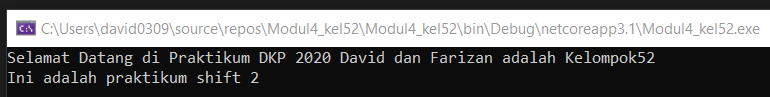 C:\Users\david0309\source\repos\Modul4_kel52\Modul4_kel52\bin\Debug\netcoreapp3.1\Modul4_kel52.exe
Selamat Datang di Praktikum DKP 2020 David dan Farizan adalah Kelompok52
Ini adalah praktikum shift 2